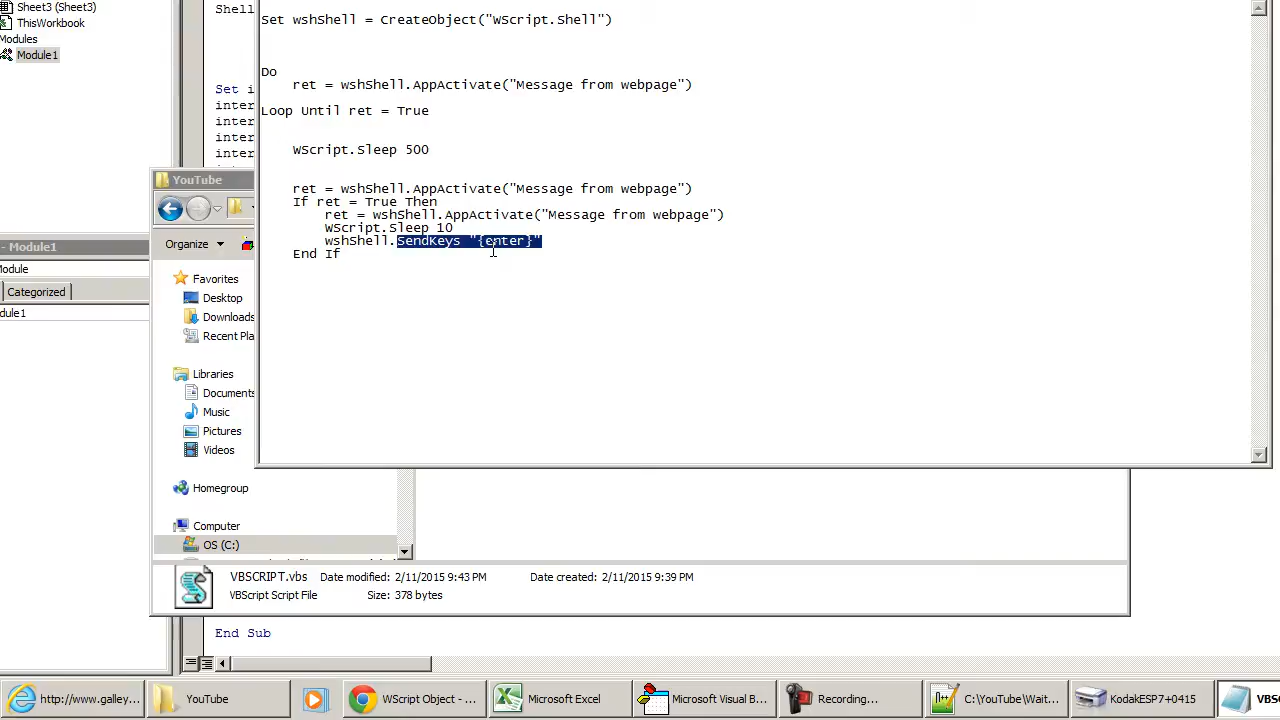 Sheet3 (Sheet3)
ThisWorkbook
Modules
Module1
Shell
Set i
inter
inter
inter
inter
Set wshShell = CreateObject("WScript.Shell")
Do
ret = wshShell.AppActivate("Message from webpage")
Loop Until ret = True
WScript.Sleep 500
ret = wshShell.AppActivate("Message from webpage")
If ret = True Then
ret = wshShell.AppActivate("Message from webpage")
WScript.Sleep 10
wshShell.SendKeys "{enter}"
End If
- Module1
Module
Categorized
dule1
YouTube
Organize
Favorites
Desktop
Downloads
Recent Pla
Libraries
Documents
Music
Pictures
Videos
Homegroup
Computer
OS (C:)
VBSCRIPT.vbs Date modified: 2/11/2015 9:43 PM Date created: 2/11/2015 9:39 PM
VBScript Script File Size: 378 bytes
End Sub
http://www.galley... YouTube WScript Object - ... Microsoft Excel Microsoft Visual B... Recording... C:\YouTube\Wait... KodakESP7+0415 VBS